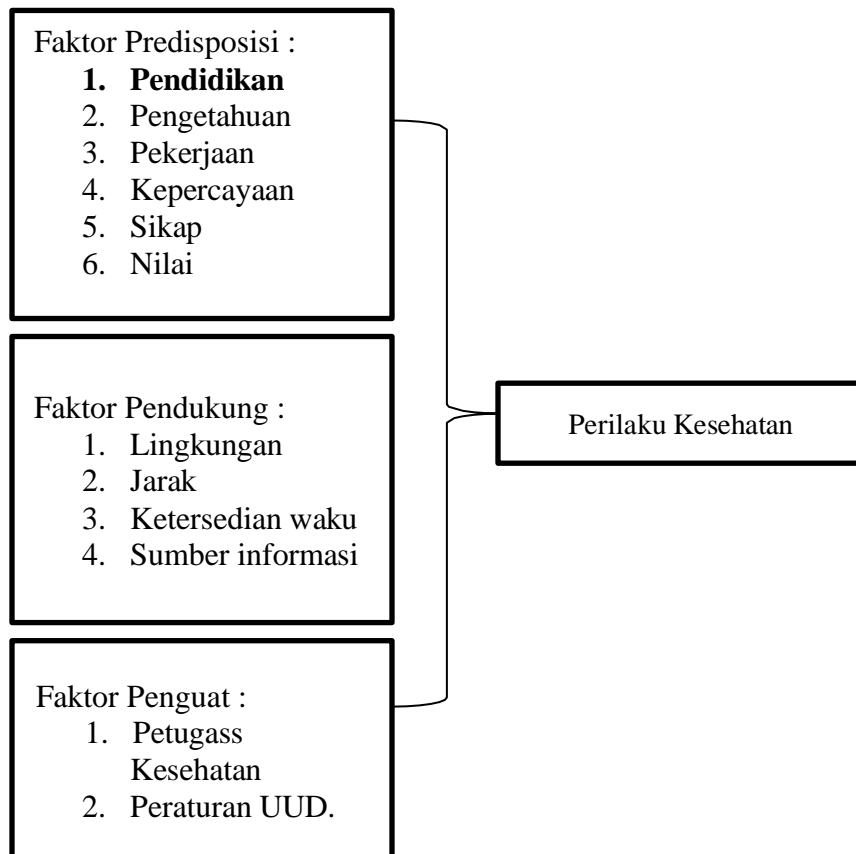 Faktor Predisposisi :
1. Pendidikan
2. Pengetahuan
3. Pekerjaan
4. Kepercayaan
5. Sikap
6. Nilai
Faktor Pendukung :
1. Lingkungan
2. Jarak
3. Ketersedian waku
4. Sumber informasi
Perilaku Kesehatan
Faktor Penguat :
1. Petugass
Kesehatan
2. Peraturan UUD.